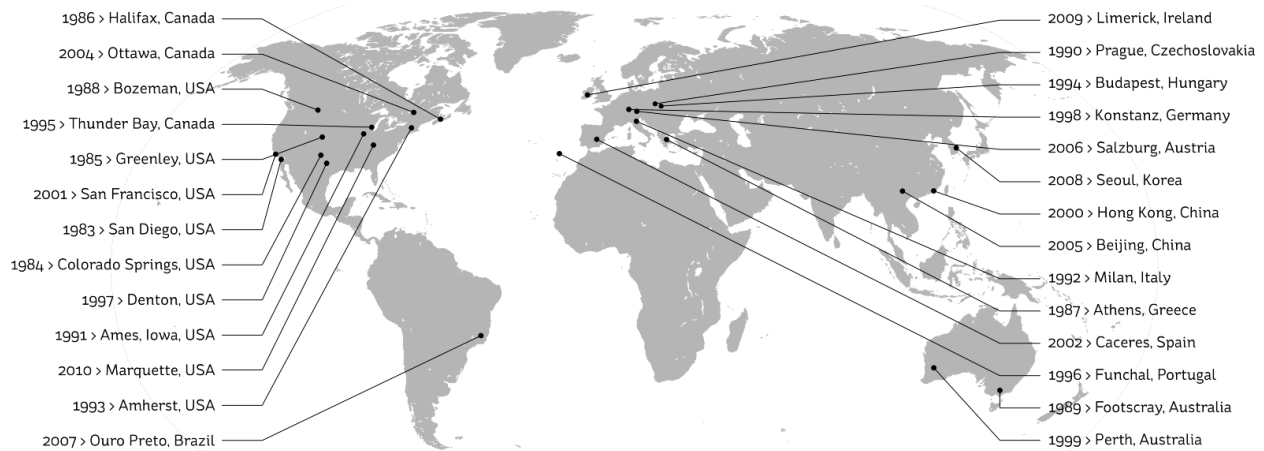 1986 > Halifax, Canada
2004 > Ottawa, Canada
1988 > Bozeman, USA
1995 > Thunder Bay, Canada
1985 > Greenley, USA
2001 > San Francisco, USA
1983 > San Diego, USA
1984 > Colorado Springs, USA
1997 > Denton, USA
1991 > Ames, Iowa, USA
2010 > Marquette, USA
1993 > Amherst, USA
2007 > Ouro Preto, Brazil
2009 > Limerick, Ireland
1990 > Prague, Czechoslovakia
1994 > Budapest, Hungary
1998 > Konstanz, Germany
2006 > Salzburg, Austria
2008 > Seoul, Korea
2000 > Hong Kong, China
2005 > Beijing, China
1992 > Milan, Italy
1987 > Athens, Greece
2002 > Caceres, Spain
1996 > Funchal, Portugal
1989 > Footscray, Australia
1999 > Perth, Australia